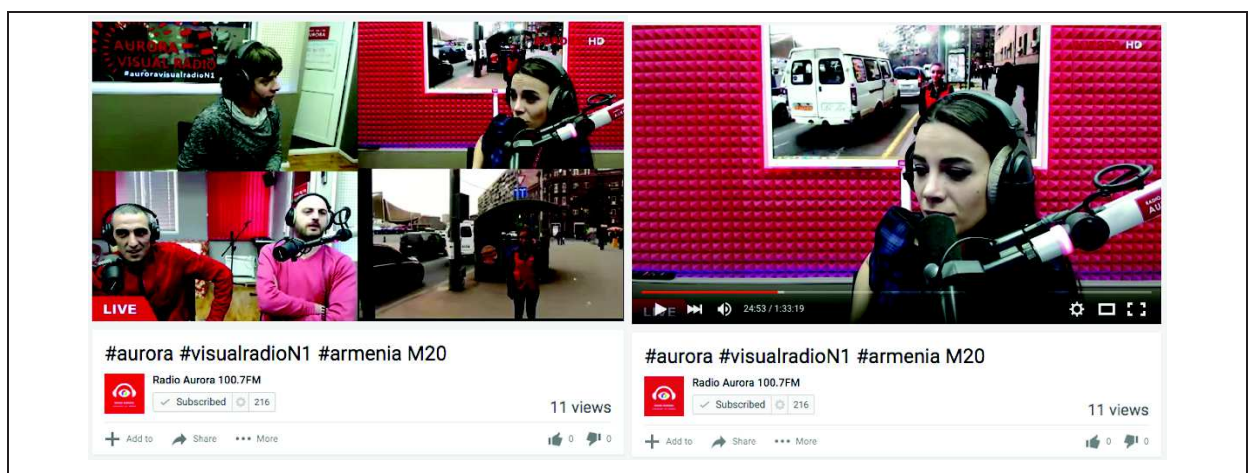 AURORA
VISUAL RADIO
#auroravisualradioN1
HD
LIVE
#aurora #visualradioN1 #armenia M20
Radio Aurora 100.7FM
Subscribed 216
11 views
Add to Share More 0 0
HD
24:53 / 1:33:19
#aurora #visualradioN1 #armenia M20
Radio Aurora 100.7FM
Subscribed 216
11 views
Add to Share More 0 0